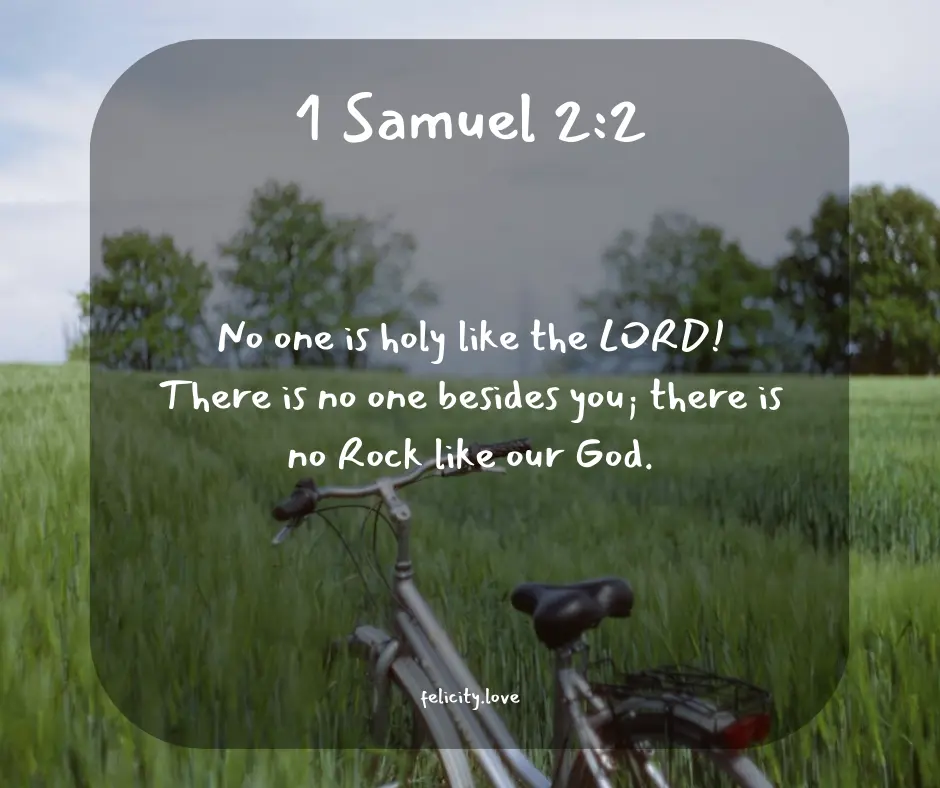 1 Samuel 2:2
No one is holy like the LORD!
There is no one besides you; there is
no Rock like our God.
felicity.love